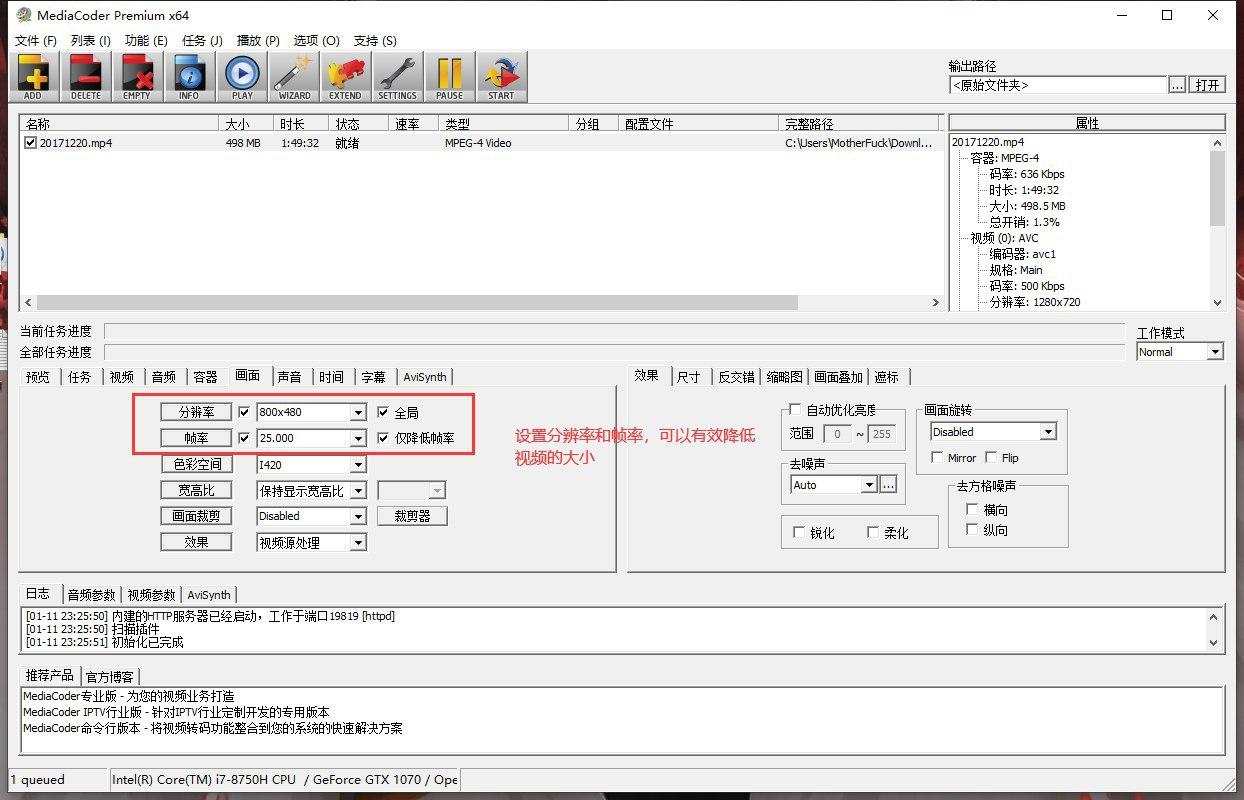 MediaCoder Premium x64
文件 (F) 列表 (I) 功能 (E) 任务 (J) 播放 (P) 选项 (O) 支持 (S)
ADD DELETE EMPTY INFO PLAY WIZARD EXTEND SETTINGS PAUSE START
输出路径
<原始文件夹> ... 打开
名称 大小 时长 状态 速率 类型 分组 配置文件 完整路径
20171220.mp4 498 MB 1:49:32 就绪 MPEG-4 Video C:\Users\MotherFuck\Downl...
属性
20171220.mp4
容器: MPEG-4
码率: 636 Kbps
时长: 1:49:32
大小: 498.5 MB
总开销: 1.3%
视频 (0): AVC
编码器: avc1
规格: Main
码率: 500 Kbps
分辨率: 1280x720
当前任务进度
全部任务进度
工作模式
Normal
预览 任务 视频 音频 容器 画面 声音 时间 字幕 AviSynth
分辨率 800x480 全局
帧率 25.000 仅降低帧率
色彩空间 I420
宽高比 保持显示宽高比
画面裁剪 Disabled 裁剪器
效果 视频源处理
设置分辨率和帧率，可以有效降低
视频的大小
效果 尺寸 反交错 缩略图 画面叠加 遮标
自动优化亮度
范围 0 ~ 255
去噪声
Auto ...
锐化 柔化
画面旋转
Disabled
Mirror Flip
去方格噪声
横向
纵向
日志 音频参数 视频参数 AviSynth
[01-11 23:25:50] 内建的HTTP服务器已经启动，工作于端口19819 [httpd]
[01-11 23:25:50] 扫描插件
[01-11 23:25:51] 初始化已完成
推荐产品 官方博客
MediaCoder专业版 - 为您的视频业务打造
MediaCoder IPTV行业版 - 针对IPTV行业定制开发的专用版本
MediaCoder命令行版本 - 将视频转码功能整合到您的系统的快速解决方案
1 queued Intel(R) Core(TM) i7-8750H CPU / GeForce GTX 1070 / Ope